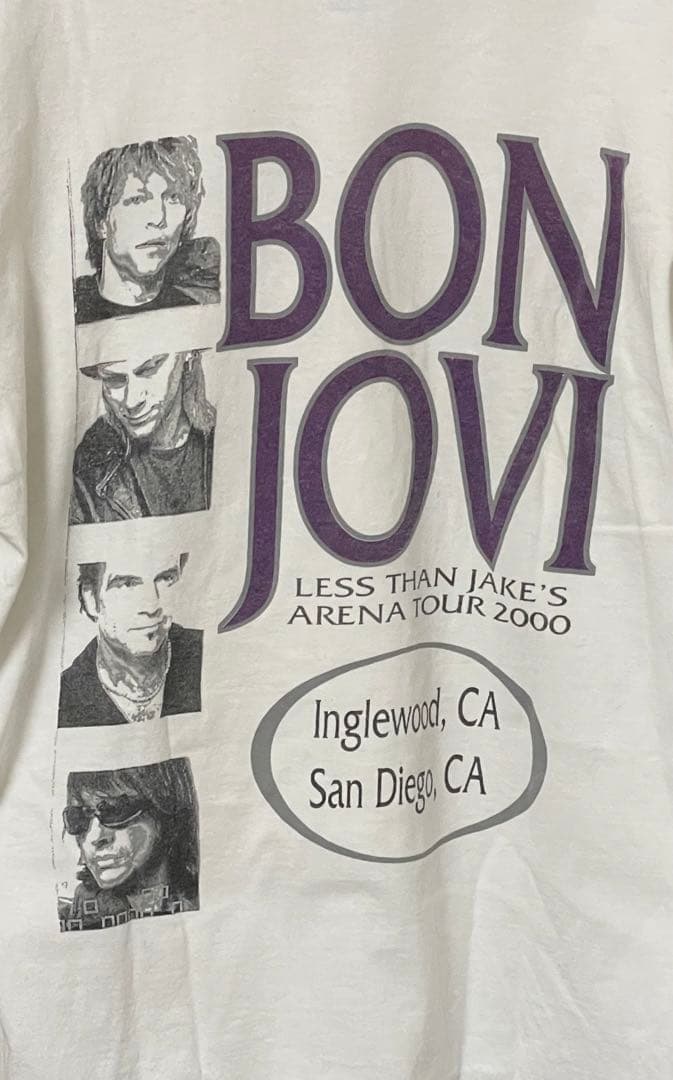 BON
JOVI
LESS THAN JAKE'S
ARENA TOUR 2000
Inglewood, CA
San Diego, CA